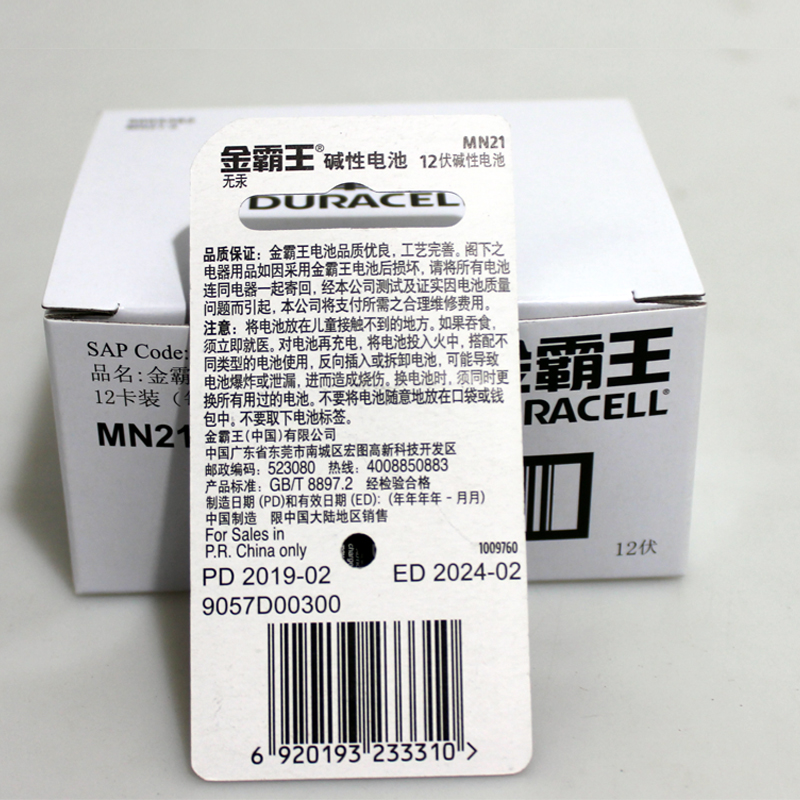 金霸王® 碱性电池 12伏碱性电池
MN21
无汞
DURACEL
品质保证：金霸王电池品质优良，工艺完善。阁下之
电器用品如因采用金霸王电池后损坏，请将所有电池
连同电器一起寄回，经本公司测试及证实因电池质量
问题而引起，本公司将支付所需之合理维修费用。
注意：将电池放在儿童接触不到的地方。如果吞食，
须立即就医。对电池再充电，将电池投入火中，搭配不
同类型的电池使用，反向插入或拆卸电池，可能导致
电池爆炸或泄漏，进而造成烧伤。换电池时，须同时更
换所有用过的电池。不要将电池随意地放在口袋或钱
包中。不要取下电池标签。
金霸王(中国)有限公司
中国广东省东莞市南城区宏图高新科技开发区
邮政编码：523080 热线：4008850883
产品标准：GB/T 8897.2 经检验合格
制造日期 (PD)和有效日期 (ED)：(年年年年 - 月月)
中国制造 限中国大陆地区销售
For Sales in
P.R. China only
1009760
PD 2019-02 ED 2024-02
9057D00300
6 920193 233310 >
SAP Code:
品名:金霸
12卡装（
MN21
霸王
RACELL®
12伏